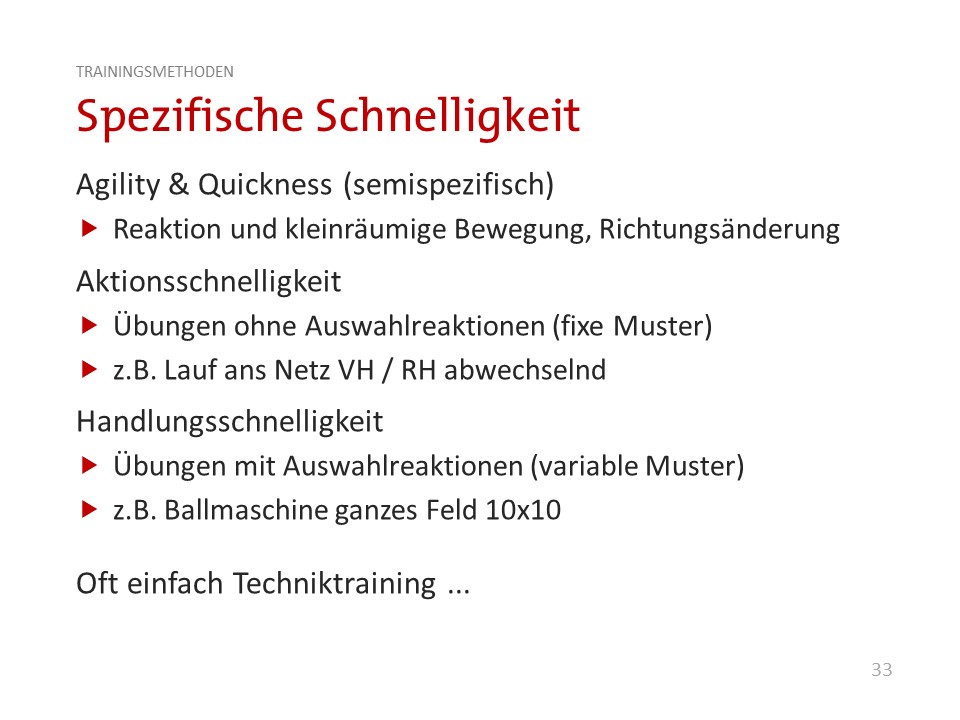 TRAININGSMETHODEN
Spezifische Schnelligkeit
Agility & Quickness (semispezifisch)
Reaktion und kleinräumige Bewegung, Richtungsänderung
Aktionsschnelligkeit
Übungen ohne Auswahlreaktionen (fixe Muster)
z.B. Lauf ans Netz VH / RH abwechselnd
Handlungsschnelligkeit
Übungen mit Auswahlreaktionen (variable Muster)
z.B. Ballmaschine ganzes Feld 10x10
Oft einfach Techniktraining ...
33